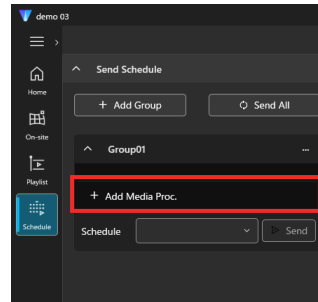 demo 03
Send Schedule
Home
+ Add Group
Send All
On-site
Group01
...
Playlist
+ Add Media Proc.
Schedule
Schedule
Send